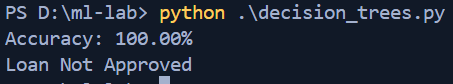 PS D:\ml-lab> python .\decision_trees.py
Accuracy: 100.00%
Loan Not Approved